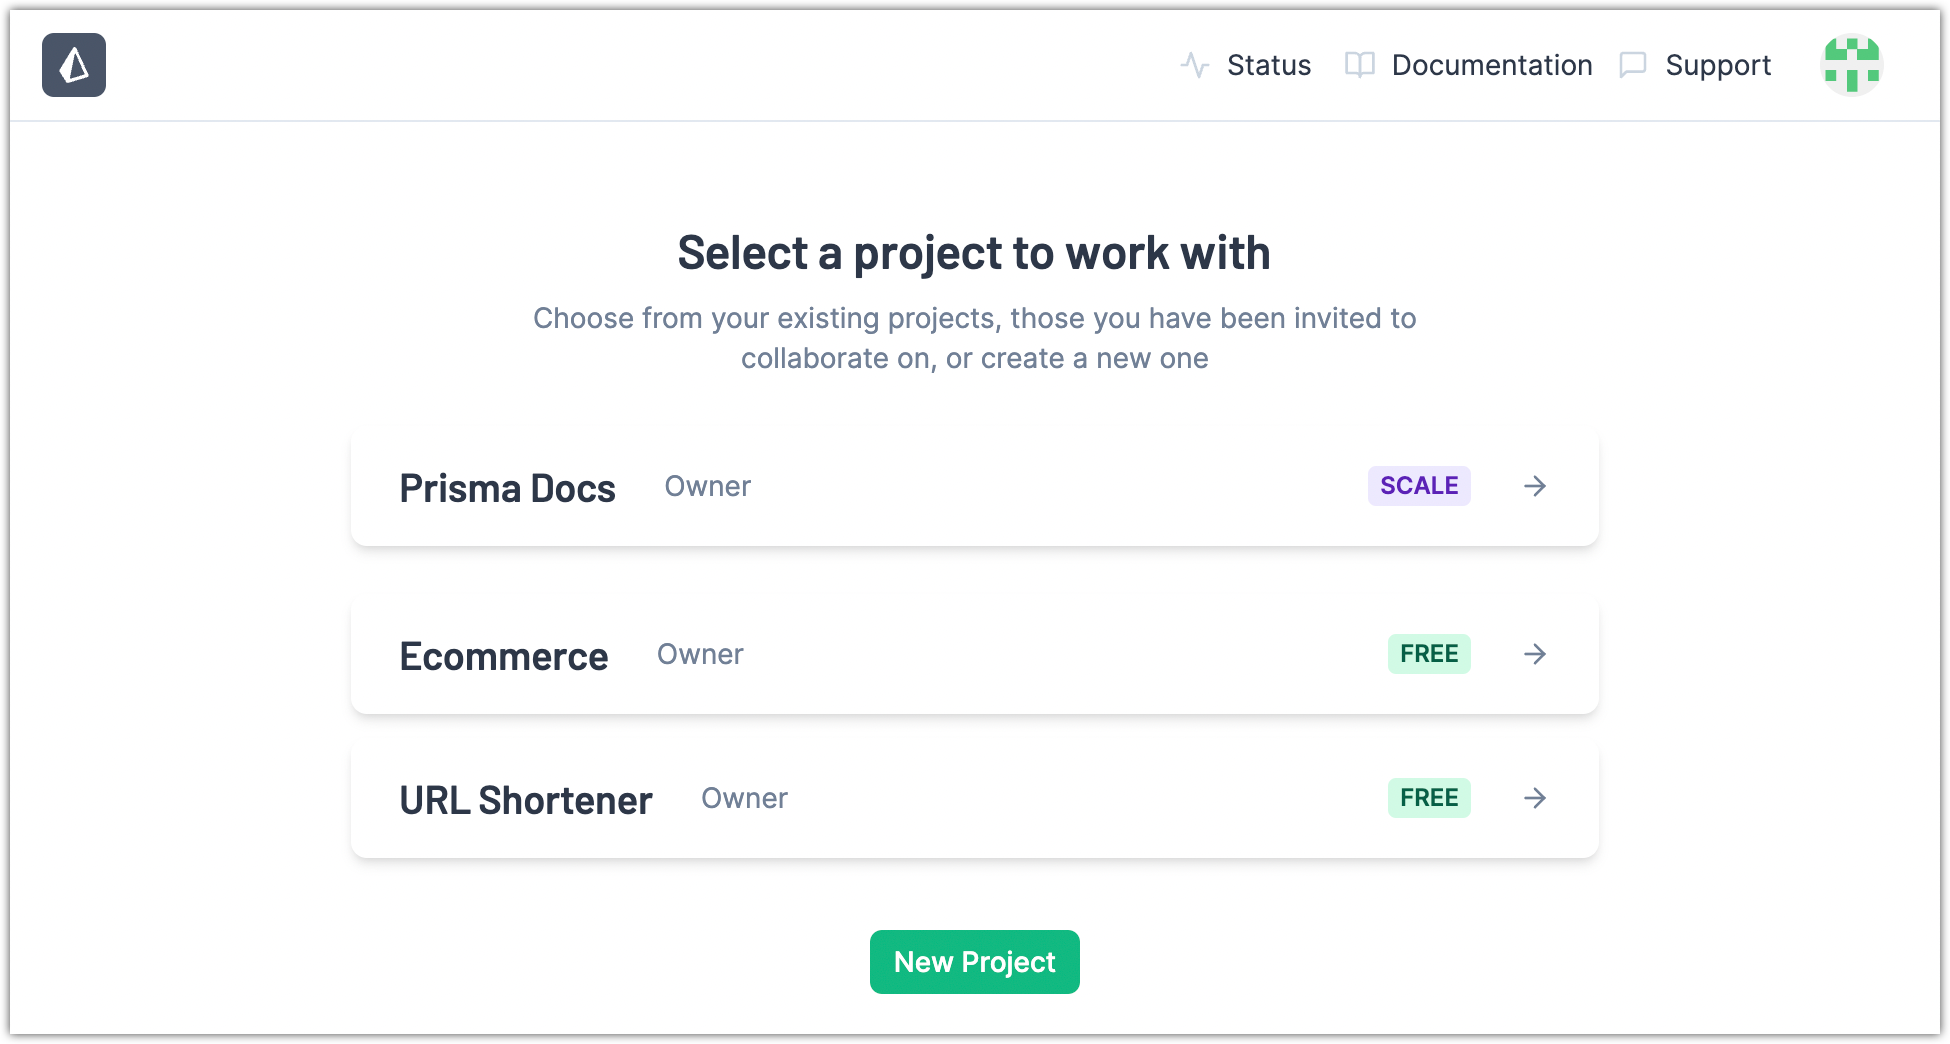 Status Documentation Support
Select a project to work with
Choose from your existing projects, those you have been invited to
collaborate on, or create a new one
Prisma Docs Owner SCALE
Ecommerce Owner FREE
URL Shortener Owner FREE
New Project